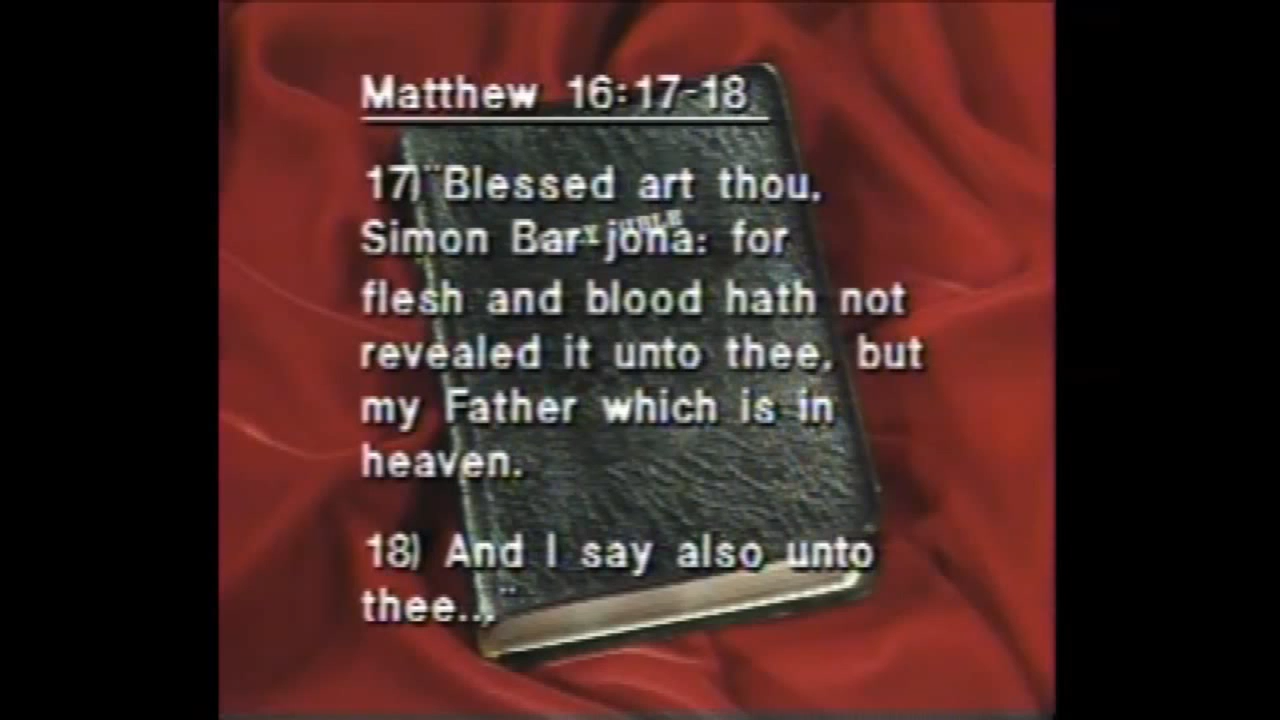 Matthew 16:17-18
17) "Blessed art thou,
Simon Bar-jona: for
flesh and blood hath not
revealed it unto thee, but
my Father which is in
heaven.
18) And I say also unto
thee..."